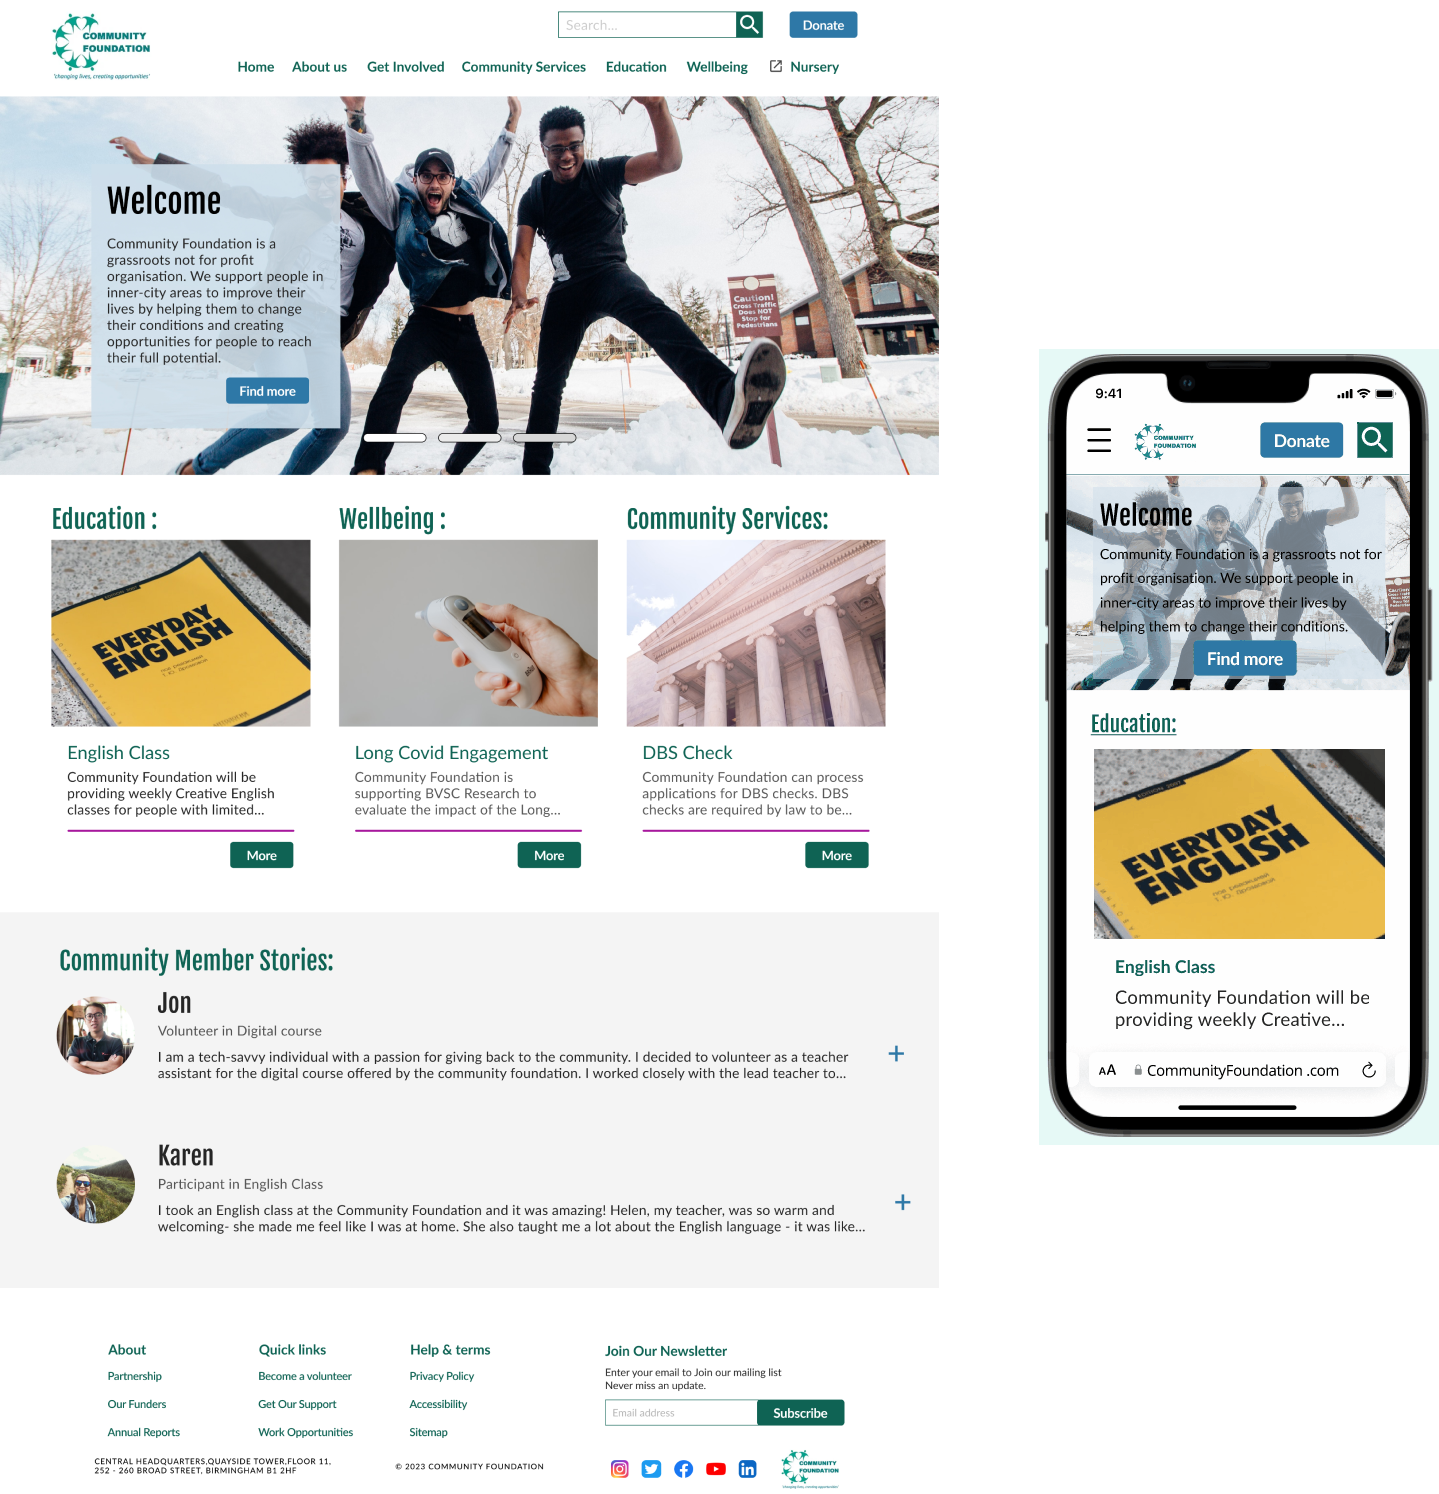 COMMUNITY
FOUNDATION
'changing lives, creating opportunities'
Search...
Donate
Home About us Get Involved Community Services Education Wellbeing Nursery
Welcome
Community Foundation is a
grassroots not for profit
organisation. We support people in
inner-city areas to improve their
lives by helping them to change
their conditions and creating
opportunities for people to reach
their full potential.
Find more
Caution!
Cross Traffic
Does NOT
Stop for
Pedestrians
Education :
Wellbeing :
Community Services:
EVERYDAY
ENGLISH
English Class
Community Foundation will be
providing weekly Creative English
classes for people with limited...
More
Long Covid Engagement
Community Foundation is
supporting BVSC Research to
evaluate the impact of the Long...
More
DBS Check
Community Foundation can process
applications for DBS checks. DBS
checks are required by law to be...
More
Community Member Stories:
Jon
Volunteer in Digital course
I am a tech-savvy individual with a passion for giving back to the community. I decided to volunteer as a teacher
assistant for the digital course offered by the community foundation. I worked closely with the lead teacher to...
+
Karen
Participant in English Class
I took an English class at the Community Foundation and it was amazing! Helen, my teacher, was so warm and
welcoming- she made me feel like I was at home. She also taught me a lot about the English language - it was like...
+
About
Partnership
Our Funders
Annual Reports
Quick links
Become a volunteer
Get Our Support
Work Opportunities
Help & terms
Privacy Policy
Accessibility
Sitemap
Join Our Newsletter
Enter your email to Join our mailing list
Never miss an update.
Email address
Subscribe
CENTRAL HEADQUARTERS,QUAYSIDE TOWER,FLOOR 11,
252 - 260 BROAD STREET, BIRMINGHAM B1 2HF
© 2023 COMMUNITY FOUNDATION
COMMUNITY
FOUNDATION
'changing lives, creating opportunities'
9:41
COMMUNITY
FOUNDATION
Donate
Welcome
Community Foundation is a grassroots not for
profit organisation. We support people in
inner-city areas to improve their lives by
helping them to change their conditions.
Find more
Education:
EVERYDAY
ENGLISH
English Class
Community Foundation will be
providing weekly Creative...
AA CommunityFoundation .com